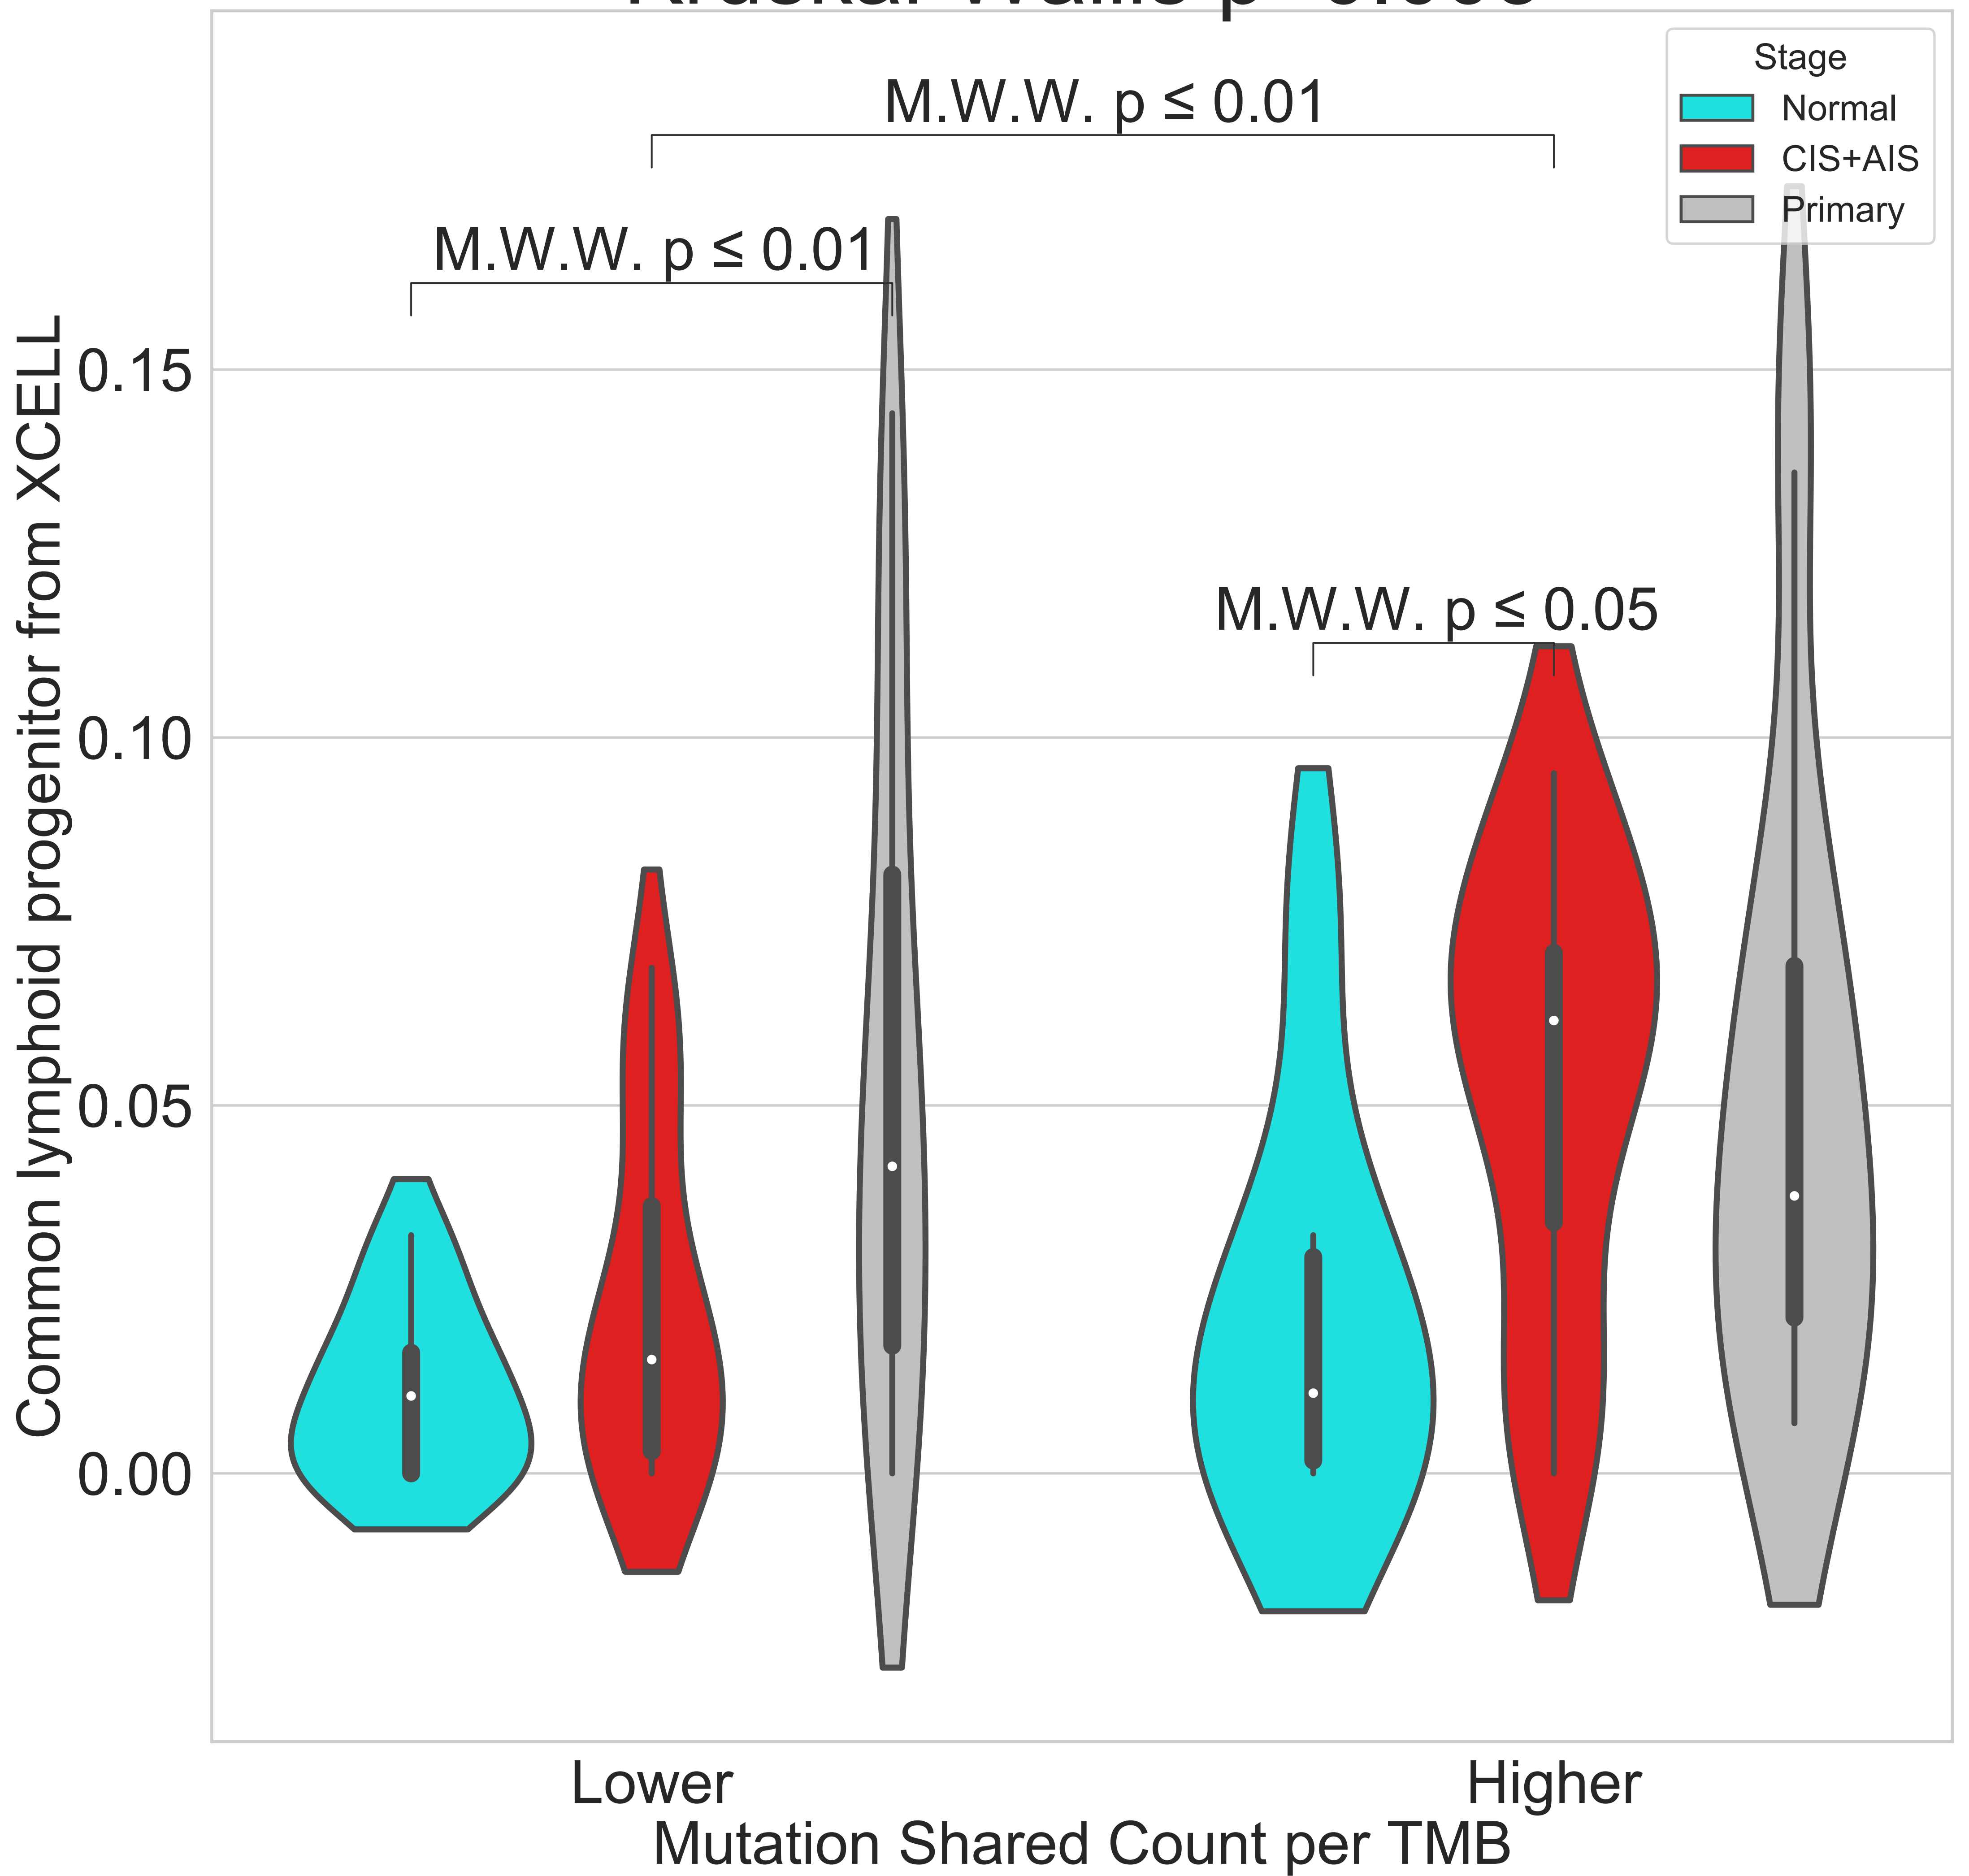 M.W.W. p ≤ 0.01
M.W.W. p ≤ 0.01
M.W.W. p ≤ 0.05
Stage
Normal
CIS+AIS
Primary
Common lymphoid progenitor from XCELL
0.15
0.10
0.05
0.00
Lower
Higher
Mutation Shared Count per TMB